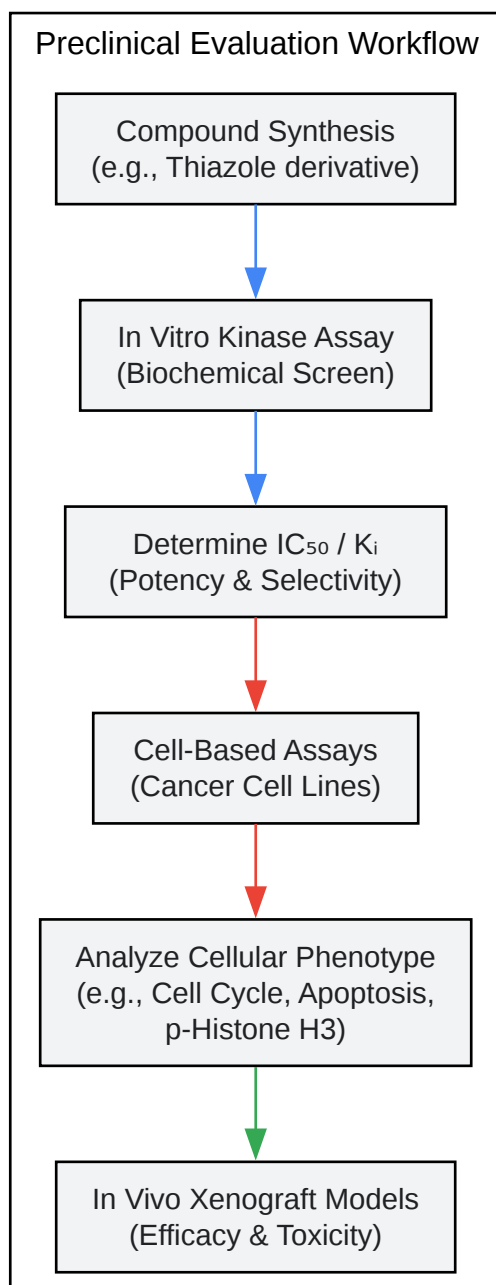 Preclinical Evaluation Workflow
Compound Synthesis
(e.g., Thiazole derivative)
In Vitro Kinase Assay
(Biochemical Screen)
Determine IC₅₀ / Kᵢ
(Potency & Selectivity)
Cell-Based Assays
(Cancer Cell Lines)
Analyze Cellular Phenotype
(e.g., Cell Cycle, Apoptosis,
p-Histone H3)
In Vivo Xenograft Models
(Efficacy & Toxicity)